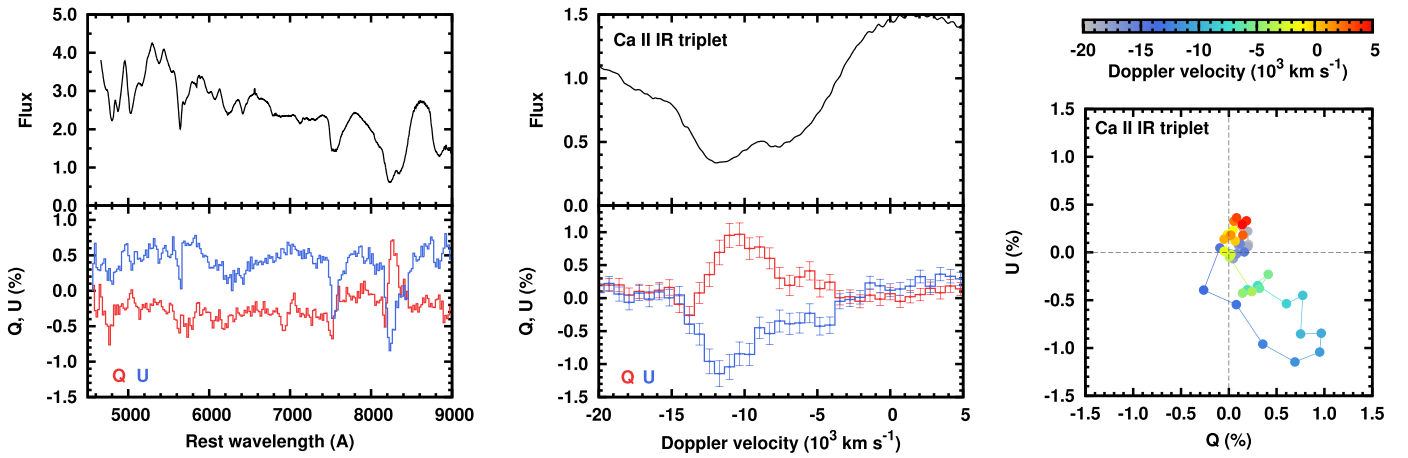 5.0
4.0
3.0
2.0
1.0
0.0
Flux
1.0
0.5
0.0
-0.5
-1.0
-1.5
Q, U (%)
Q U
5000 6000 7000 8000 9000
Rest wavelength (A)
1.5
1.0
0.5
0.0
Flux
Ca II IR triplet
1.0
0.5
0.0
-0.5
-1.0
-1.5
Q, U (%)
Q U
-20 -15 -10 -5 0 5
Doppler velocity (10³ km s⁻¹)
-20 -15 -10 -5 0 5
Doppler velocity (10³ km s⁻¹)
Ca II IR triplet
1.5
1.0
0.5
0.0
-0.5
-1.0
-1.5
U (%)
-1.5 -1.0 -0.5 0.0 0.5 1.0 1.5
Q (%)